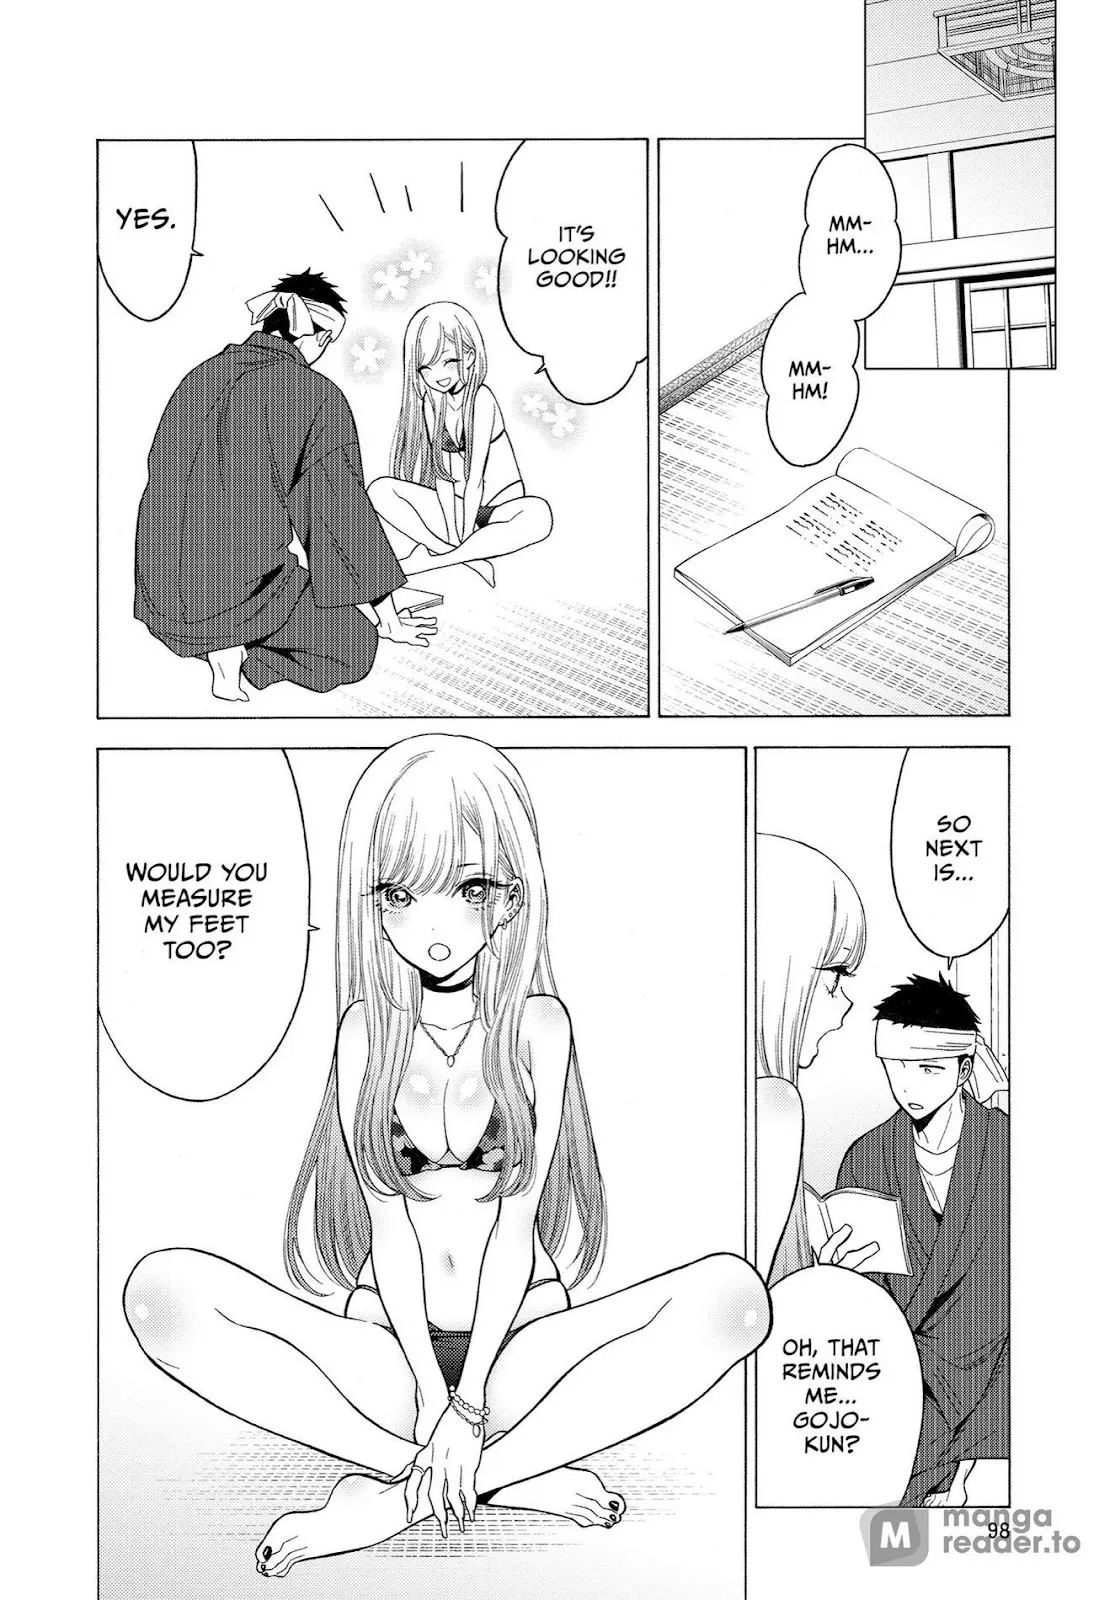 MM-
HM...
MM-
HM!
IT'S
LOOKING
GOOD!!
YES.
SO
NEXT
IS...
OH, THAT
REMINDS
ME...
GOJO-
KUN?
WOULD YOU
MEASURE
MY FEET
TOO?
98
M manga
reader.to